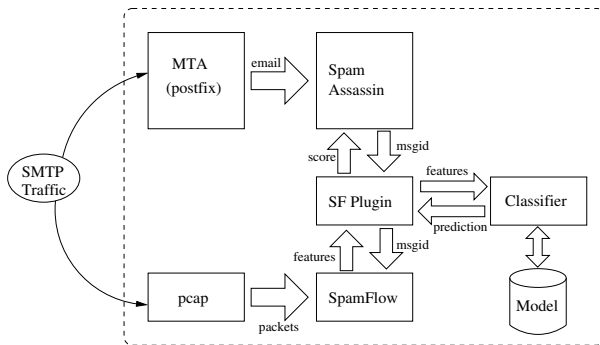 MTA
(postfix)
email
Spam
Assassin
score
msgid
SMTP
Traffic
features
SF Plugin
Classifier
prediction
features
msgid
pcap
packets
SpamFlow
Model